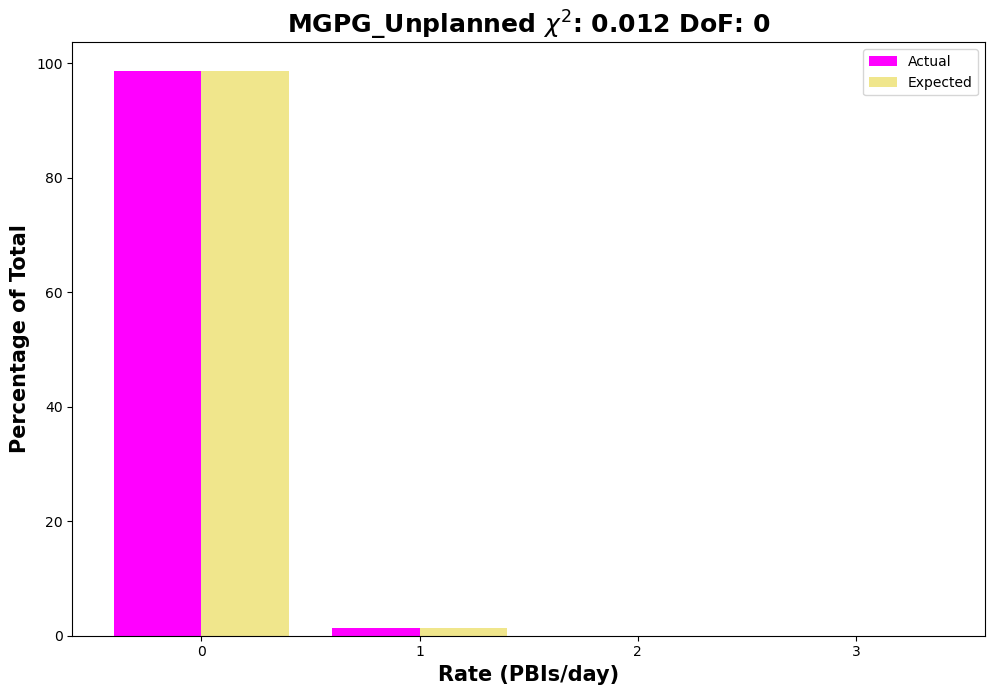 MGPG_Unplanned χ²: 0.012 DoF: 0
Actual
Expected
Percentage of Total
100
80
60
40
20
0
0 1 2 3
Rate (PBIs/day)